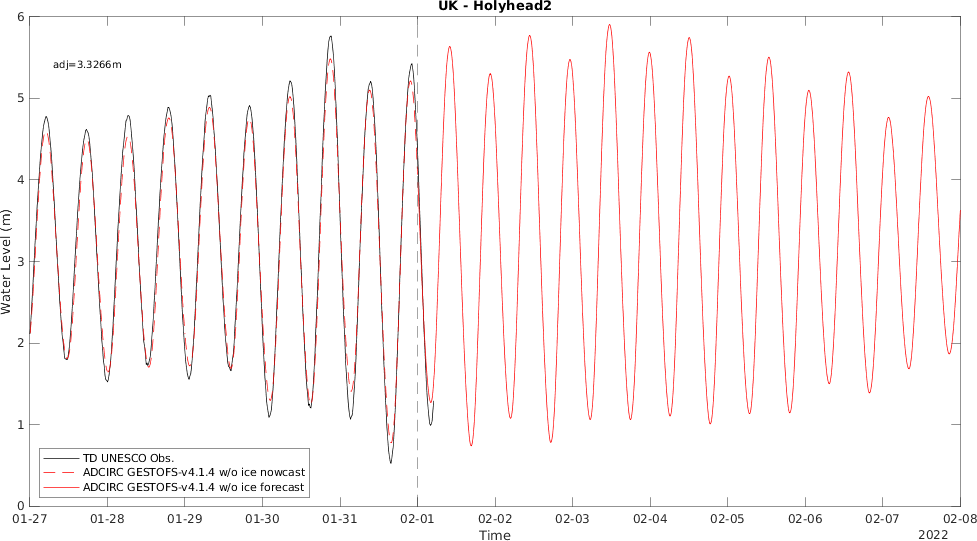 UK - Holyhead2
adj=3.3266m
Water Level (m)
6
5
4
3
2
1
0
TD UNESCO Obs.
ADCIRC GESTOFS-v4.1.4 w/o ice nowcast
ADCIRC GESTOFS-v4.1.4 w/o ice forecast
01-27 01-28 01-29 01-30 01-31 02-01 02-02 02-03 02-04 02-05 02-06 02-07 02-08
Time
2022